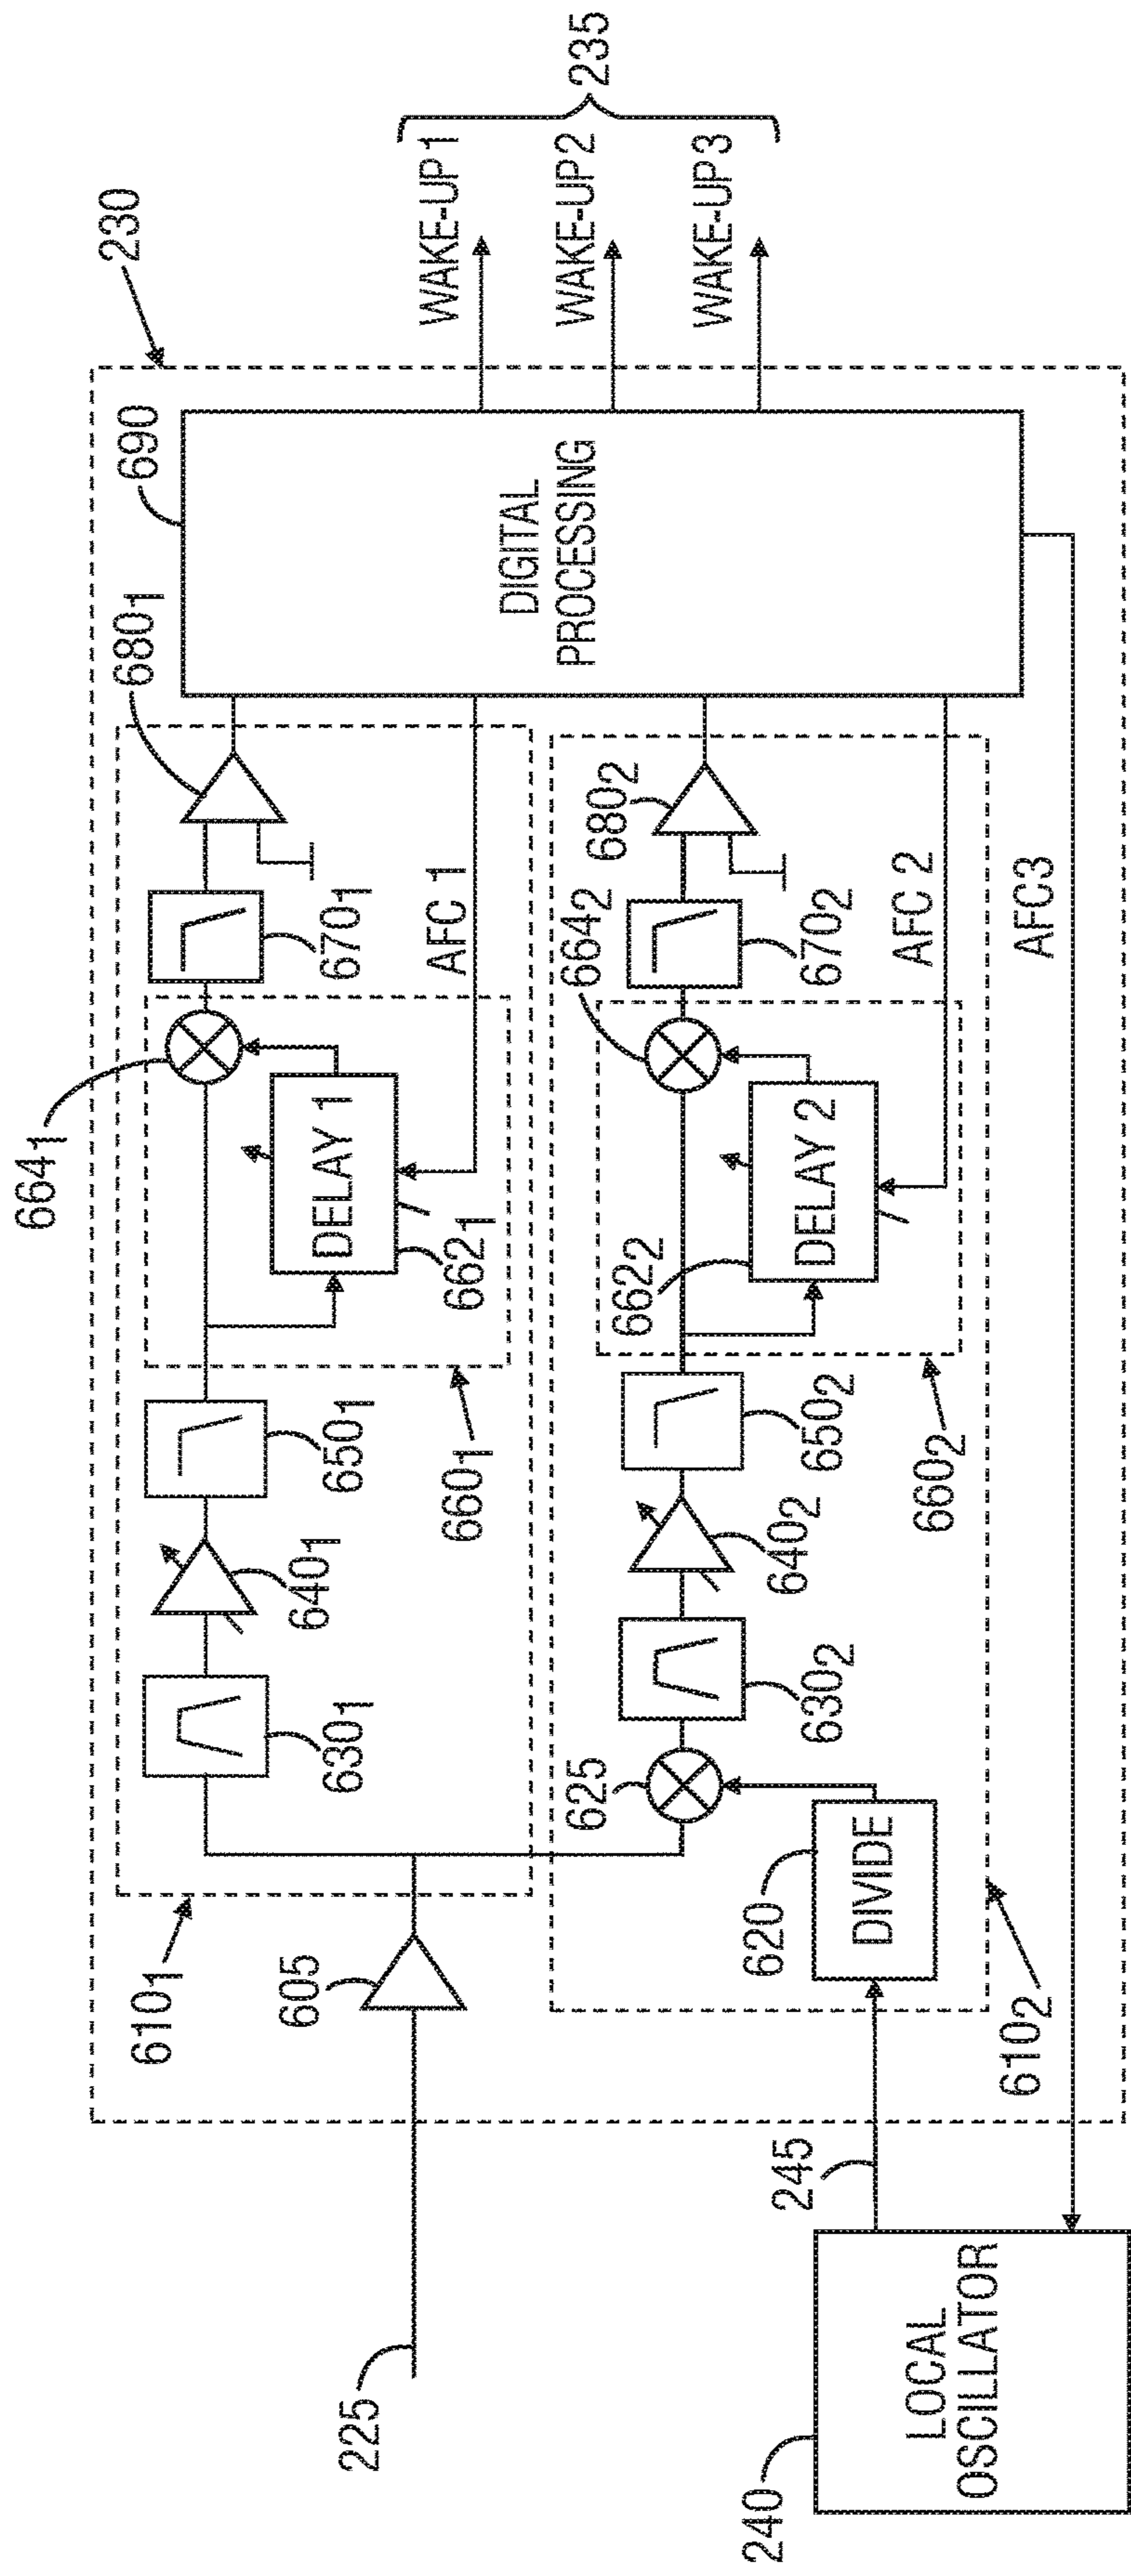 230
690
680₁
664₁
610₁
630₁
640₁
650₁
660₁
DELAY 1
662₁
670₁
AFC 1
DIGITAL
PROCESSING
WAKE-UP1
WAKE-UP2
WAKE-UP3
235
225
605
625
630₂
640₂
650₂
660₂
662₂
DELAY 2
664₂
670₂
680₂
AFC 2
AFC3
620
DIVIDE
610₂
245
240
LOCAL
OSCILLATOR